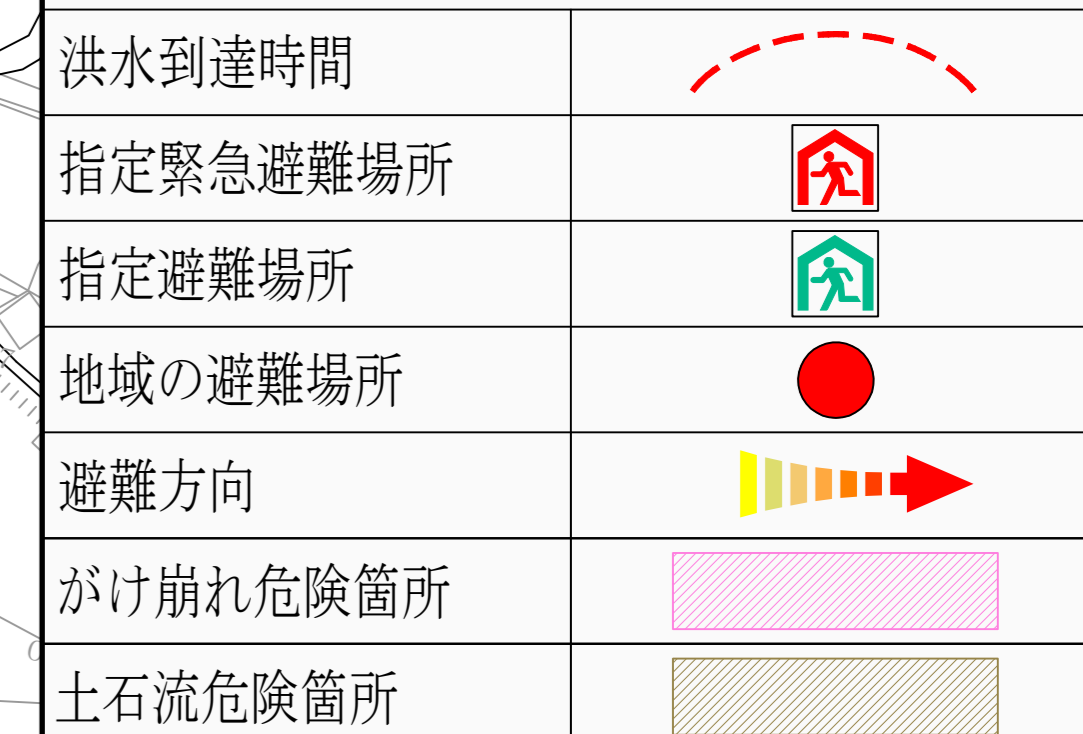 洪水到達時間
指定緊急避難場所
指定避難場所
地域の避難場所
避難方向
がけ崩れ危険箇所
土石流危険箇所